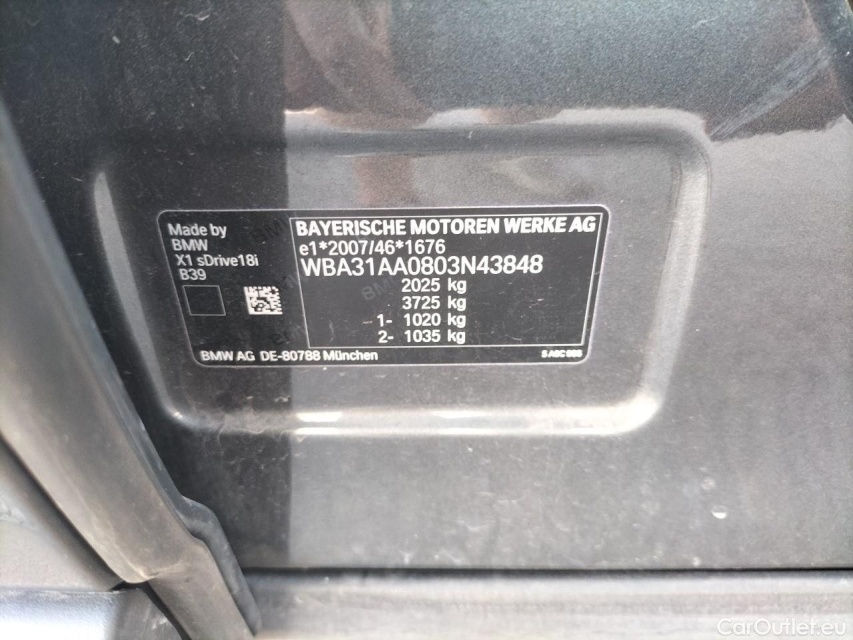 Made by
BMW
X1 sDrive18i
B39
BAYERISCHE MOTOREN WERKE AG
e1*2007/46*1676
WBA31AA0803N43848
2025 kg
3725 kg
1- 1020 kg
2- 1035 kg
BMW AG DE-80788 München
CarOutlet.eu